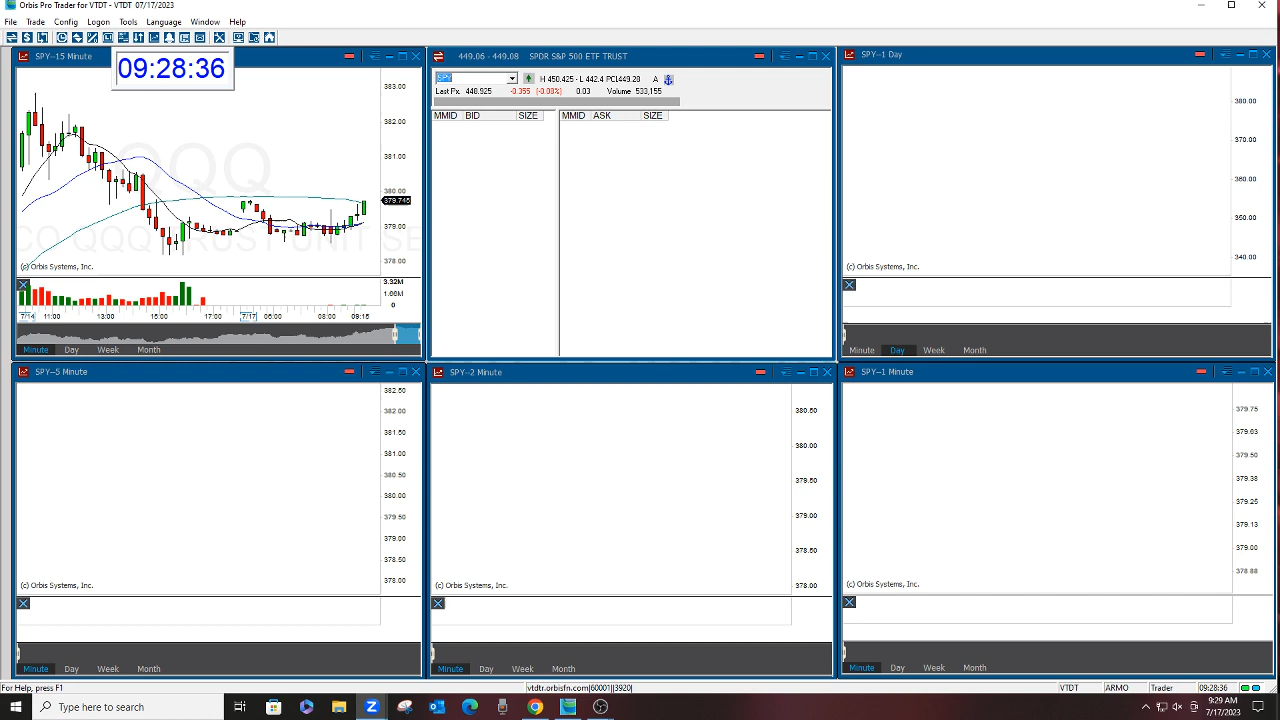 Orbis Pro Trader for VTDT - VTDT 07/17/2023
File Trade Config Logon Tools Language Window Help
09:28:36
SPY--15 Minute
383.00
382.00
381.00
380.00
379.745
379.00
378.00
QQQ
CO QQQ TRUST UNIT SE
(c) Orbis Systems, Inc.
3.32M
1.66M
0
7/14 11:00 13:00 15:00 17:00 7/17 06:00 08:00 09:15
Minute Day Week Month
449.06 - 449.08 SPDR S&P 500 ETF TRUST
SPY H 450.425 - L 442.4 PCL449.28 A
Last Px. 448.925 -0.355 (-0.08%) 0.03 Volume 533,155
MMID BID SIZE MMID ASK SIZE
SPY--1 Day
380.00
370.00
360.00
350.00
340.00
(c) Orbis Systems, Inc.
Minute Day Week Month
SPY--5 Minute
382.50
382.00
381.50
381.00
380.50
380.00
379.50
379.00
378.50
378.00
(c) Orbis Systems, Inc.
Minute Day Week Month
SPY--2 Minute
380.50
380.00
379.50
379.00
378.50
378.00
(c) Orbis Systems, Inc.
Minute Day Week Month
SPY--1 Minute
379.75
379.63
379.50
379.38
379.25
379.13
379.00
378.88
(c) Orbis Systems, Inc.
Minute Day Week Month
For Help, press F1 vtdtr.orbisfn.com|60001||3920| VTDT ARMO Trader 09:28:36
Type here to search
9:29 AM
7/17/2023